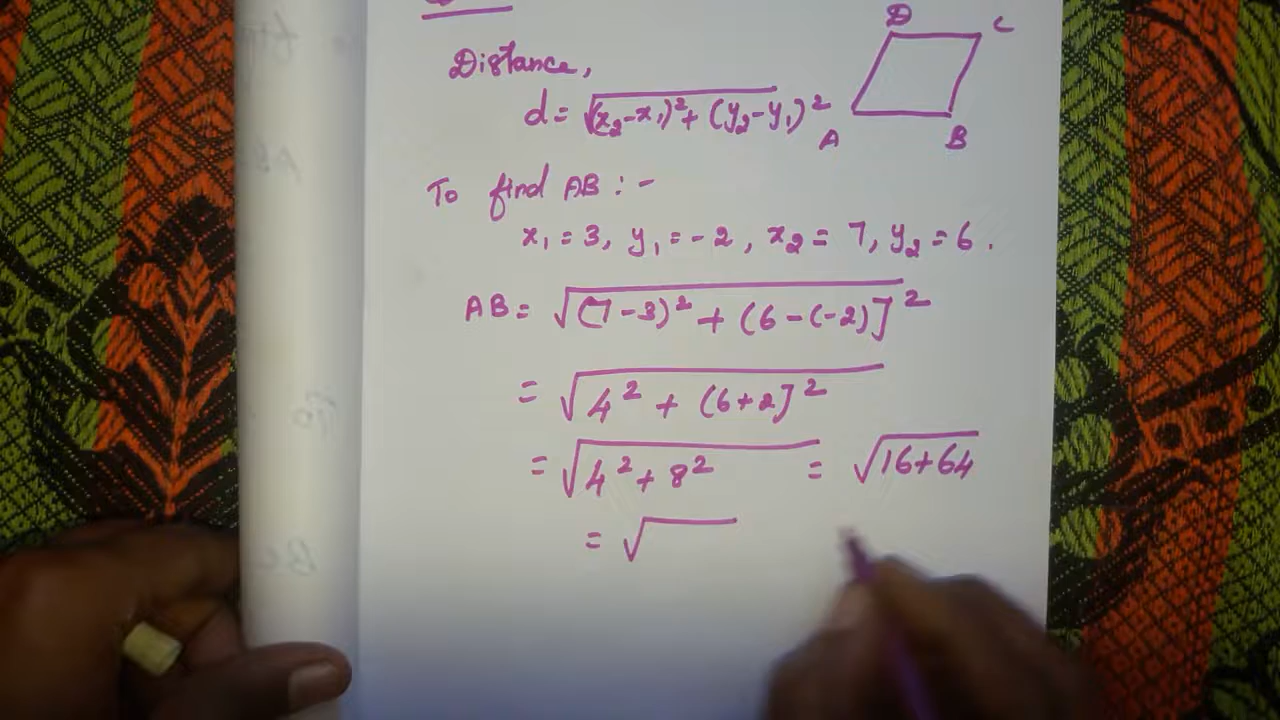 D C
Distance,
d = √(x₂-x₁)² + (y₂-y₁)²
A B
To find AB :-
x₁ = 3, y₁ = -2, x₂ = 7, y₂ = 6.
AB = √(7-3)² + (6-(-2)]²
= √4² + (6+2]²
= √4² + 8² = √16+64
= √